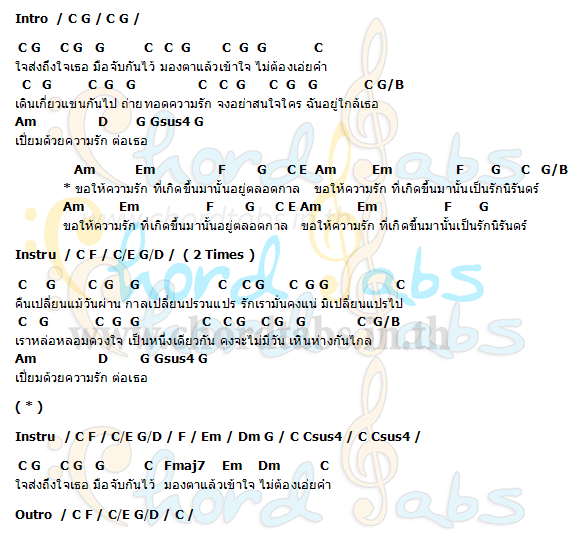 Intro / C G / C G /
C G C G G C C G C G G C
ใจส่งถึงใจเธอ มือจับกันไว้ มองตาแล้วเข้าใจ ไม่ต้องเอ่ยคำ
C G C G G C C G C G G C G/B
เดินเกี่ยวแขนกันไป ถ่ายทอดความรัก จงอย่าสนใจใคร ฉันอยู่ใกล้เธอ
Am D G Gsus4 G
เปี่ยมด้วยความรัก ต่อเธอ
Am Em F G C E Am Em F G C G/B
* ขอให้ความรัก ที่เกิดขึ้นมานั้นอยู่ตลอดกาล ขอให้ความรัก ที่เกิดขึ้นมานั้นเป็นรักนิรันดร์
Am Em F G C E Am Em F G
ขอให้ความรัก ที่เกิดขึ้นมานั้นอยู่ตลอดกาล ขอให้ความรัก ที่เกิดขึ้นมานั้นเป็นรักนิรันดร์
Instru / C F / C/E G/D / ( 2 Times )
C G C G G C C G C G G C
คืนเปลี่ยนแม้วันผ่าน กาลเปลี่ยนปรวนแปร รักเรามั่นคงแน่ มิเปลี่ยนแปรไป
C G C G G C C G C G G C G/B
เราหล่อหลอมดวงใจ เป็นหนึ่งเดียวกัน คงจะไม่มีวัน เหินห่างกันไกล
Am D G Gsus4 G
เปี่ยมด้วยความรัก ต่อเธอ
( * )
Instru / C F / C/E G/D / F / Em / Dm G / C Csus4 / C Csus4 /
C G C G G C Fmaj7 Em Dm C
ใจส่งถึงใจเธอ มือจับกันไว้ มองตาแล้วเข้าใจ ไม่ต้องเอ่ยคำ
Outro / C F / C/E G/D / C /